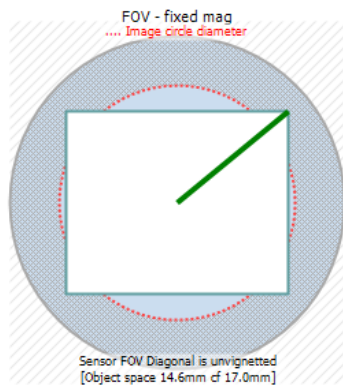 FOV - fixed mag
.... Image circle diameter
Sensor FOV Diagonal is unvignetted
[Object space 14.6mm cf 17.0mm]